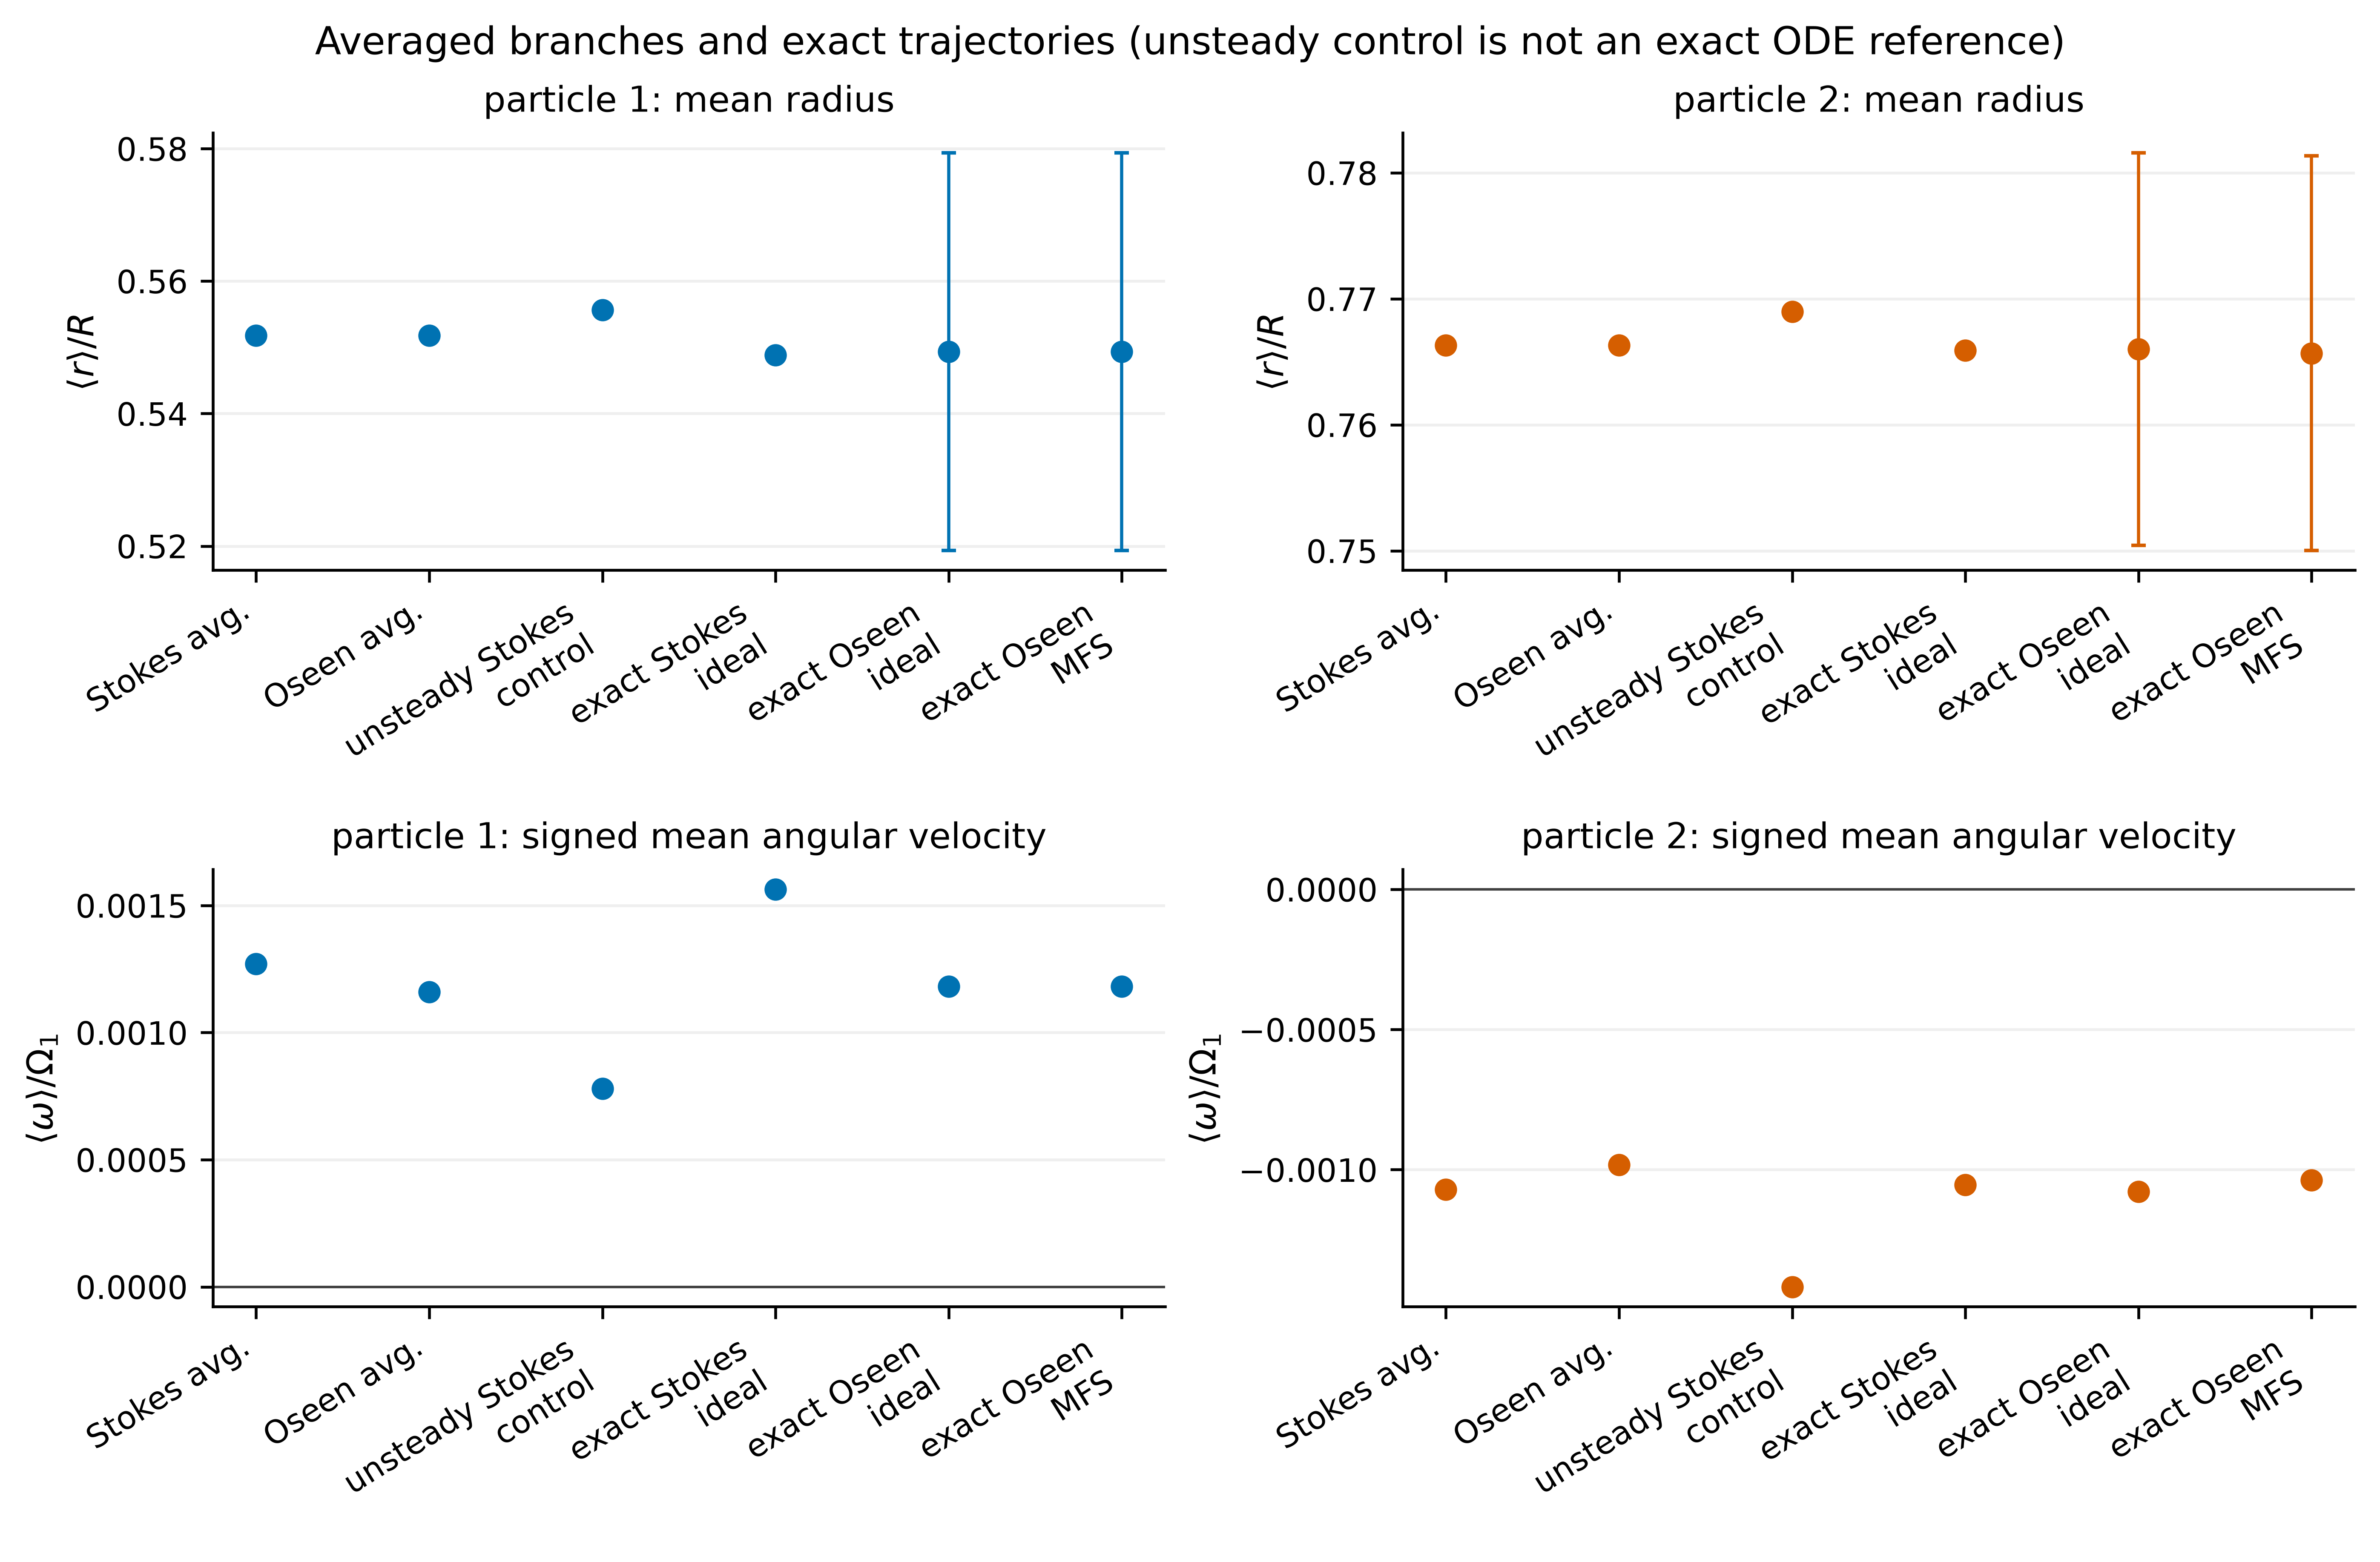 Averaged branches and exact trajectories (unsteady control is not an exact ODE reference)
particle 1: mean radius
0.58
0.56
0.54
0.52
⟨r⟩/R
Stokes avg.
Oseen avg.
unsteady Stokes
control
exact Stokes
ideal
exact Oseen
ideal
exact Oseen
MFS
particle 2: mean radius
0.78
0.77
0.76
0.75
⟨r⟩/R
Stokes avg.
Oseen avg.
unsteady Stokes
control
exact Stokes
ideal
exact Oseen
ideal
exact Oseen
MFS
particle 1: signed mean angular velocity
0.0015
0.0010
0.0005
0.0000
⟨ω⟩/Ω₁
Stokes avg.
Oseen avg.
unsteady Stokes
control
exact Stokes
ideal
exact Oseen
ideal
exact Oseen
MFS
particle 2: signed mean angular velocity
0.0000
−0.0005
−0.0010
⟨ω⟩/Ω₁
Stokes avg.
Oseen avg.
unsteady Stokes
control
exact Stokes
ideal
exact Oseen
ideal
exact Oseen
MFS